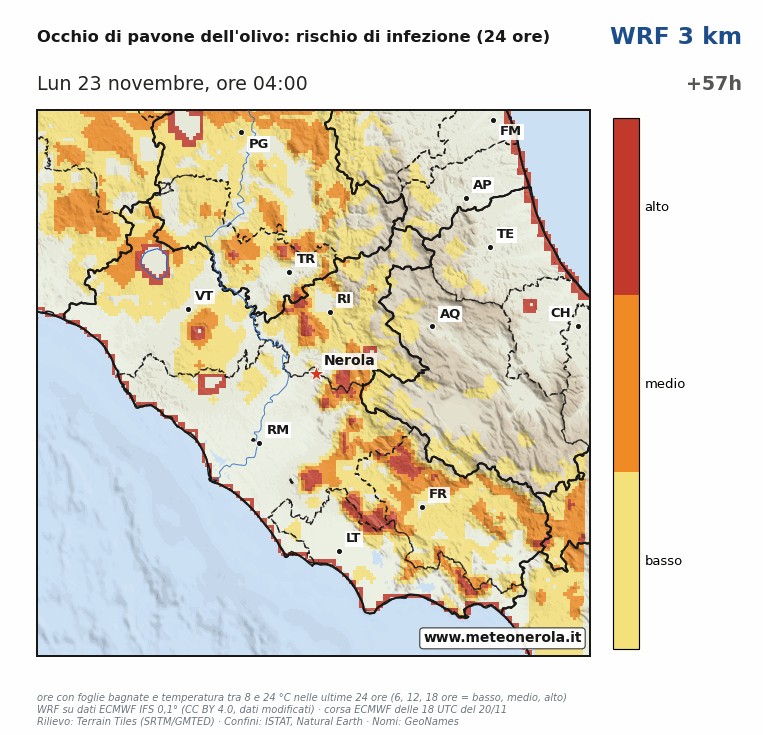 Occhio di pavone dell'olivo: rischio di infezione (24 ore)
WRF 3 km
Lun 23 novembre, ore 04:00
+57h
FM
PG
AP
TE
TR
VT
RI
AQ
CH
Nerola
RM
FR
LT
alto
medio
basso
www.meteonerola.it
ore con foglie bagnate e temperatura tra 8 e 24 °C nelle ultime 24 ore (6, 12, 18 ore = basso, medio, alto)
WRF su dati ECMWF IFS 0,1° (CC BY 4.0, dati modificati) · corsa ECMWF delle 18 UTC del 20/11
Rilievo: Terrain Tiles (SRTM/GMTED) · Confini: ISTAT, Natural Earth · Nomi: GeoNames